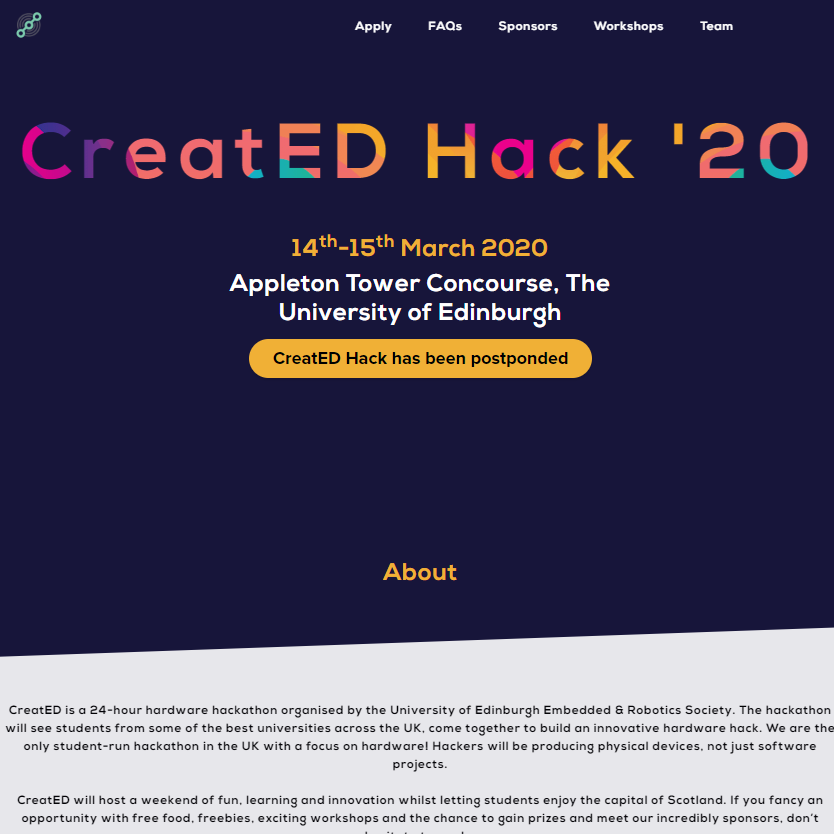 Apply FAQs Sponsors Workshops Team
CreatED Hack '20
14th-15th March 2020
Appleton Tower Concourse, The
University of Edinburgh
CreatED Hack has been postponded
About
CreatED is a 24-hour hardware hackathon organised by the University of Edinburgh Embedded & Robotics Society. The hackathon
will see students from some of the best universities across the UK, come together to build an innovative hardware hack. We are the
only student-run hackathon in the UK with a focus on hardware! Hackers will be producing physical devices, not just software
projects.
CreatED will host a weekend of fun, learning and innovation whilst letting students enjoy the capital of Scotland. If you fancy an
opportunity with free food, freebies, exciting workshops and the chance to gain prizes and meet our incredibly sponsors, don't